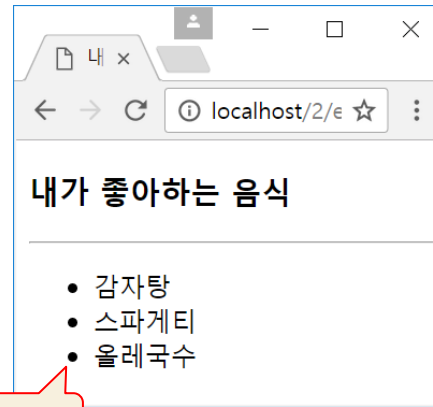 내
localhost/2/e
내가 좋아하는 음식
• 감자탕
• 스파게티
• 올레국수